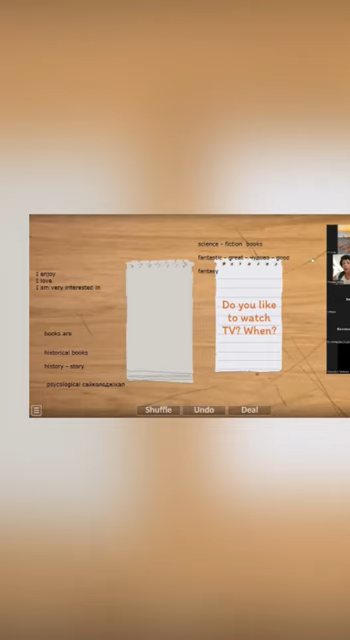 science - fiction books
fantastic - great - чудово - good
fantasy
I enjoy
I love
I am very interested in
Do you like
to watch
TV? When?
books are
historical books
history - story
psycological сайколоджікал
Shuffle
Undo
Deal